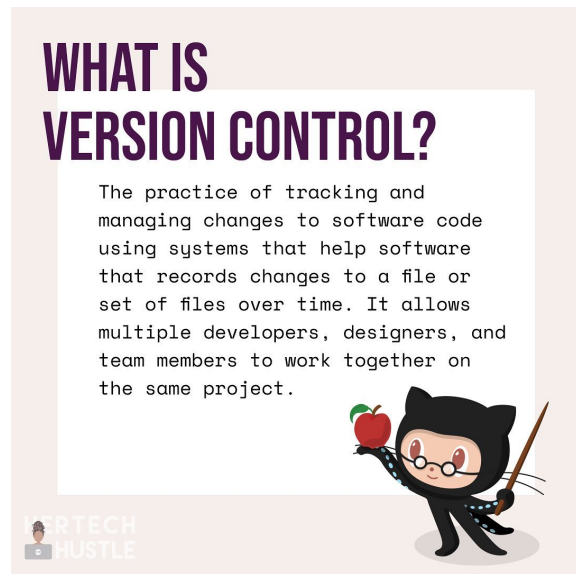 WHAT IS
VERSION CONTROL?
The practice of tracking and
managing changes to software code
using systems that help software
that records changes to a file or
set of files over time. It allows
multiple developers, designers, and
team members to work together on
the same project.
HERTECH
HUSTLE